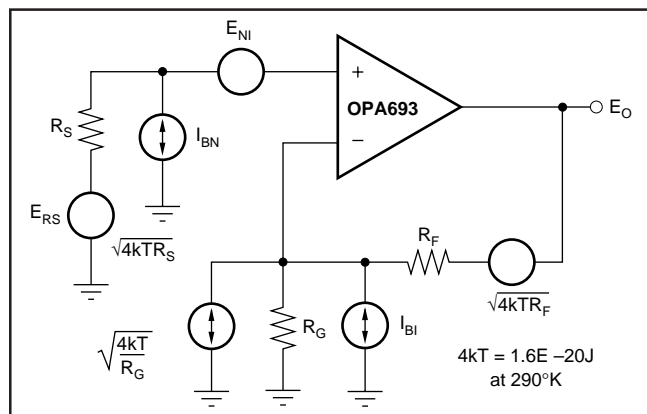 E_NI
+
OPA693
−
E_O
R_S
I_BN
E_RS
√4kTR_S
R_F
√4kTR_F
√4kT/R_G
R_G
I_BI
4kT = 1.6E –20J
at 290°K